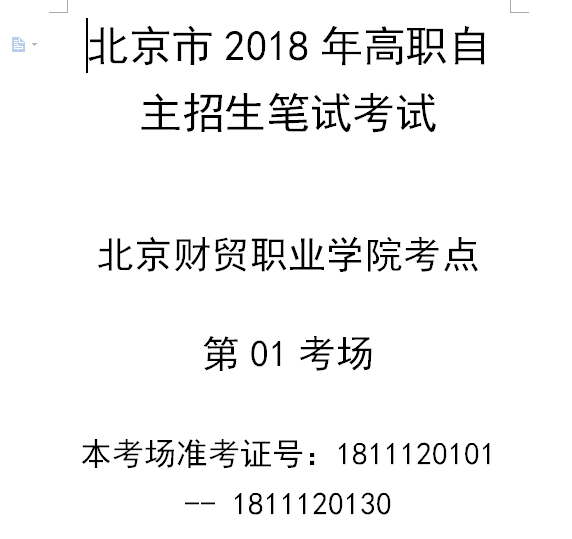 北京市 2018 年高职自
主招生笔试考试
北京财贸职业学院考点
第 01 考场
本考场准考证号：1811120101
-- 1811120130